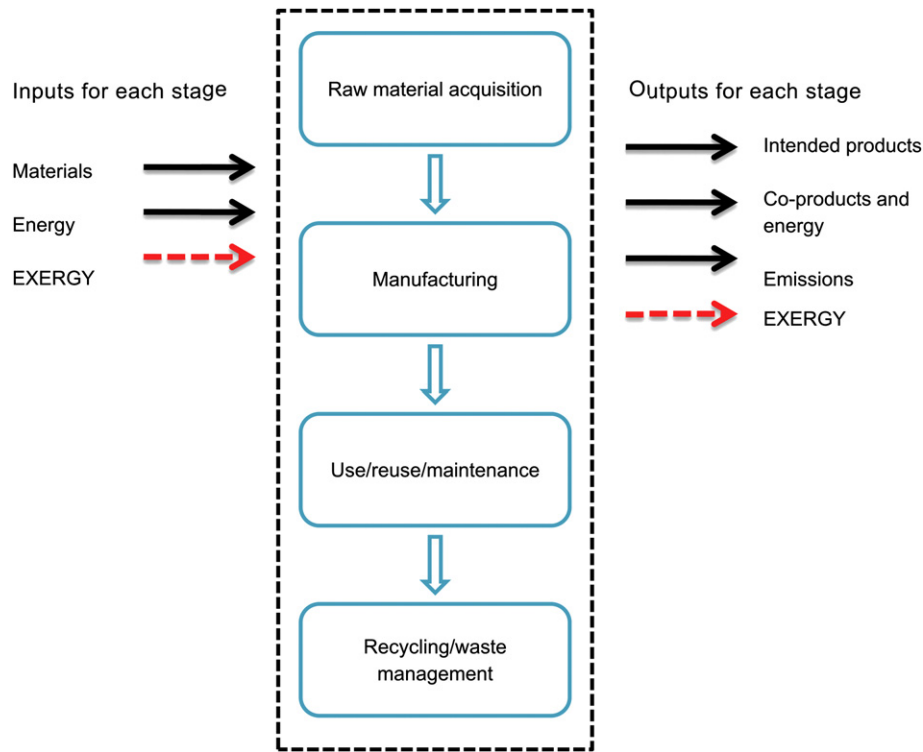 Inputs for each stage
Materials
Energy
EXERGY
Raw material acquisition
Manufacturing
Use/reuse/maintenance
Recycling/waste
management
Outputs for each stage
Intended products
Co-products and
energy
Emissions
EXERGY